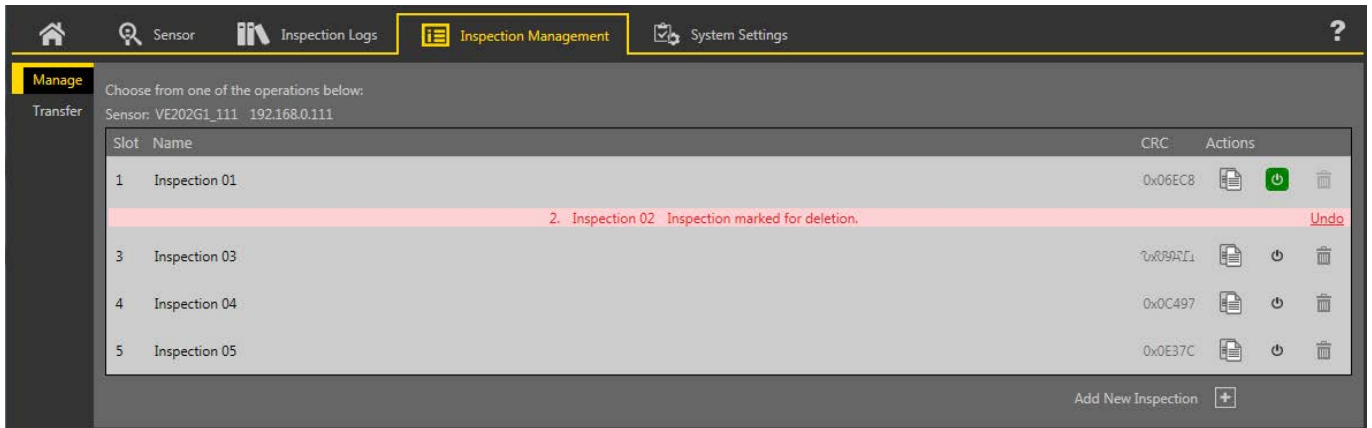 Sensor Inspection Logs Inspection Management System Settings ?
Manage
Transfer
Choose from one of the operations below:
Sensor: VE202G1_111 192.168.0.111
Slot Name CRC Actions
1 Inspection 01 0x06EC8
2. Inspection 02 Inspection marked for deletion. Undo
3 Inspection 03
4 Inspection 04 0x0C497
5 Inspection 05 0x0E37C
Add New Inspection +